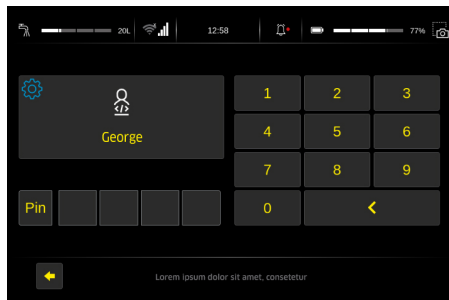 20L 12:58 77%
</>
George
1 2 3
4 5 6
7 8 9
Pin 0
Lorem ipsum dolor sit amet, consetetur